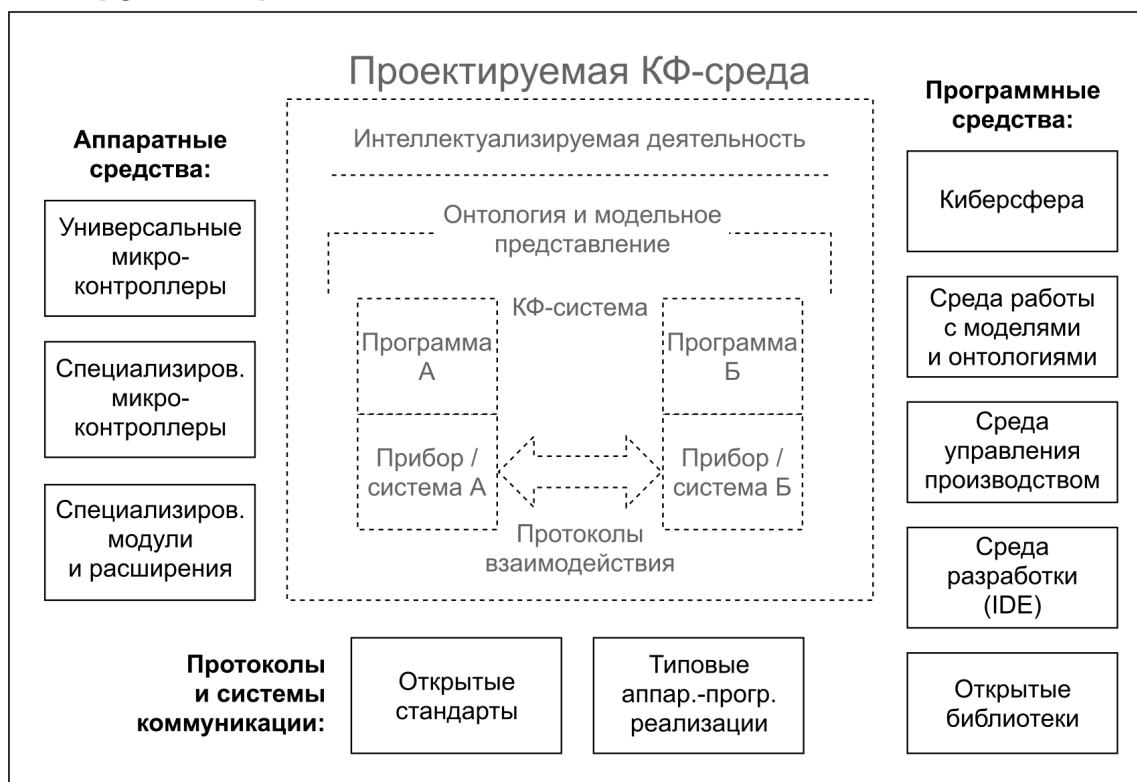 Проектируемая КФ-среда
Интеллектуализируемая деятельность
Онтология и модельное
представление
КФ-система
Программа
А
Программа
Б
Прибор /
система А
Прибор /
система Б
Протоколы
взаимодействия
Аппаратные
средства:
Универсальные
микро-
контроллеры
Специализиров.
микро-
контроллеры
Специализиров.
модули
и расширения
Программные
средства:
Киберсфера
Среда работы
с моделями
и онтологиями
Среда
управления
производством
Среда
разработки
(IDE)
Открытые
библиотеки
Протоколы
и системы
коммуникации:
Открытые
стандарты
Типовые
аппар.-прогр.
реализации